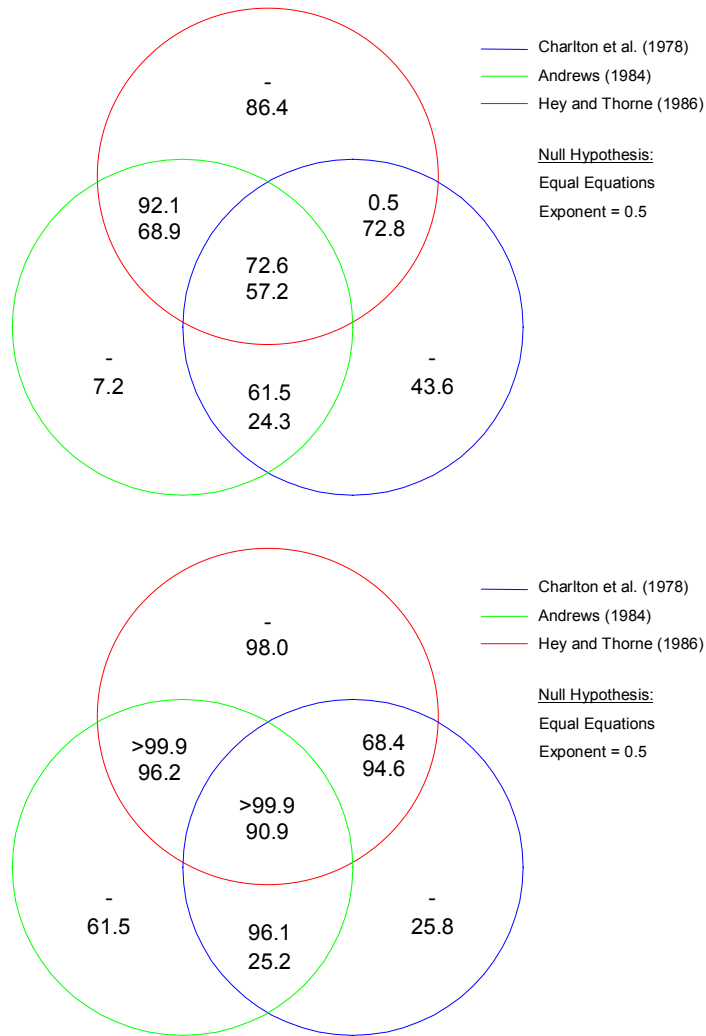 -
86.4
Charlton et al. (1978)
Andrews (1984)
Hey and Thorne (1986)
Null Hypothesis:
Equal Equations
Exponent = 0.5
92.1
68.9
0.5
72.8
72.6
57.2
-
7.2
61.5
24.3
-
43.6
-
98.0
Charlton et al. (1978)
Andrews (1984)
Hey and Thorne (1986)
Null Hypothesis:
Equal Equations
Exponent = 0.5
>99.9
96.2
68.4
94.6
>99.9
90.9
-
61.5
96.1
25.2
-
25.8